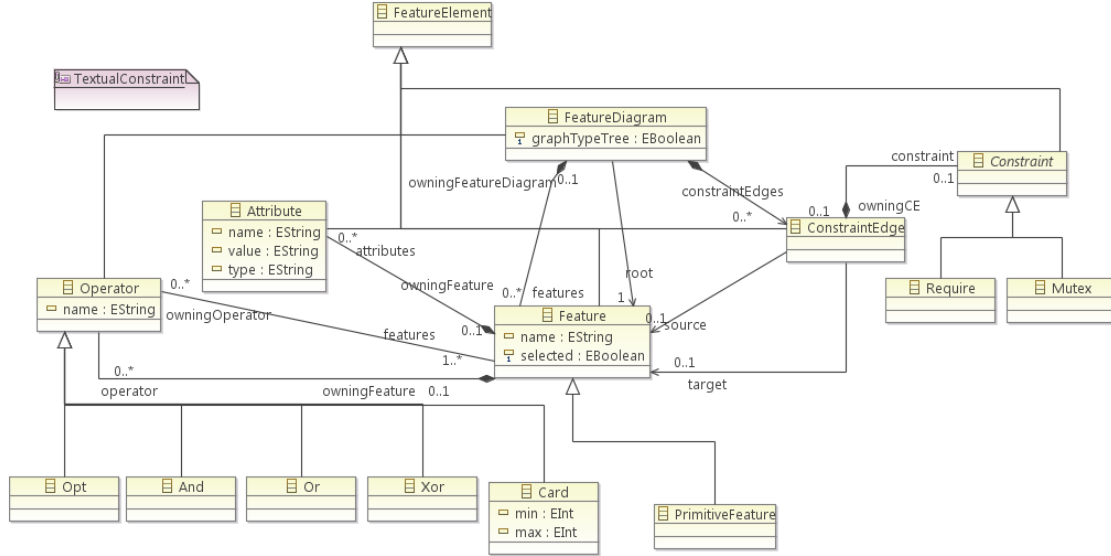 FeatureElement
TextualConstraint
FeatureDiagram
graphTypeTree : EBoolean
constraint
Constraint
0..1
owningFeatureDiagram
0..1
constraintEdges
owningCE
0..1
0..*
ConstraintEdge
Attribute
name : EString
value : EString
type : EString
0..*
attributes
Require
Mutex
root
owningFeature
Operator
name : EString
0..*
owningOperator
0..*
features
1
Feature
name : EString
selected : EBoolean
0..1
0..1
source
features
1..*
0..1
target
0..*
operator
owningFeature
0..1
Opt
And
Or
Xor
Card
min : EInt
max : EInt
PrimitiveFeature